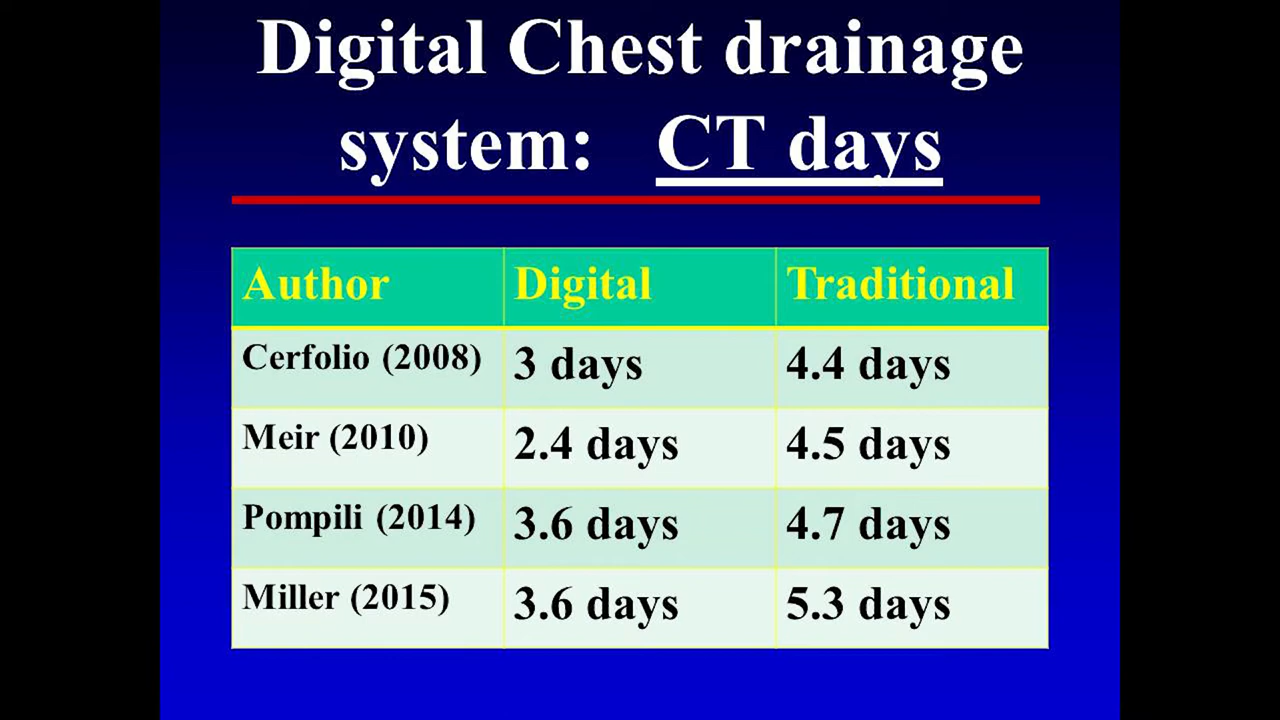 Digital Chest drainage
system: CT days
Author Digital Traditional
Cerfolio (2008) 3 days 4.4 days
Meir (2010) 2.4 days 4.5 days
Pompili (2014) 3.6 days 4.7 days
Miller (2015) 3.6 days 5.3 days